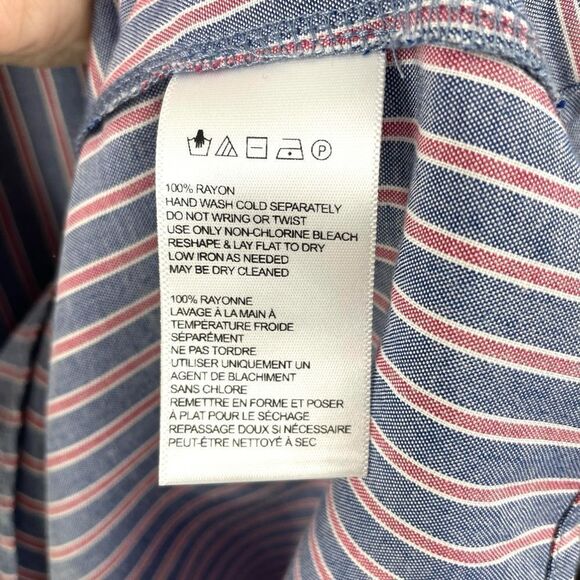 P
100% RAYON
HAND WASH COLD SEPARATELY
DO NOT WRING OR TWIST
USE ONLY NON-CHLORINE BLEACH
RESHAPE & LAY FLAT TO DRY
LOW IRON AS NEEDED
MAY BE DRY CLEANED
100% RAYONNE
LAVAGE À LA MAIN À
TEMPÉRATURE FROIDE
SÉPARÉMENT
NE PAS TORDRE
UTILISER UNIQUEMENT UN
AGENT DE BLACHIMENT
SANS CHLORE
REMETTRE EN FORME ET POSER
À PLAT POUR LE SÉCHAGE
REPASSAGE DOUX SI NÉCESSAIRE
PEUT-ÉTRE NETTOYÉ À SEC